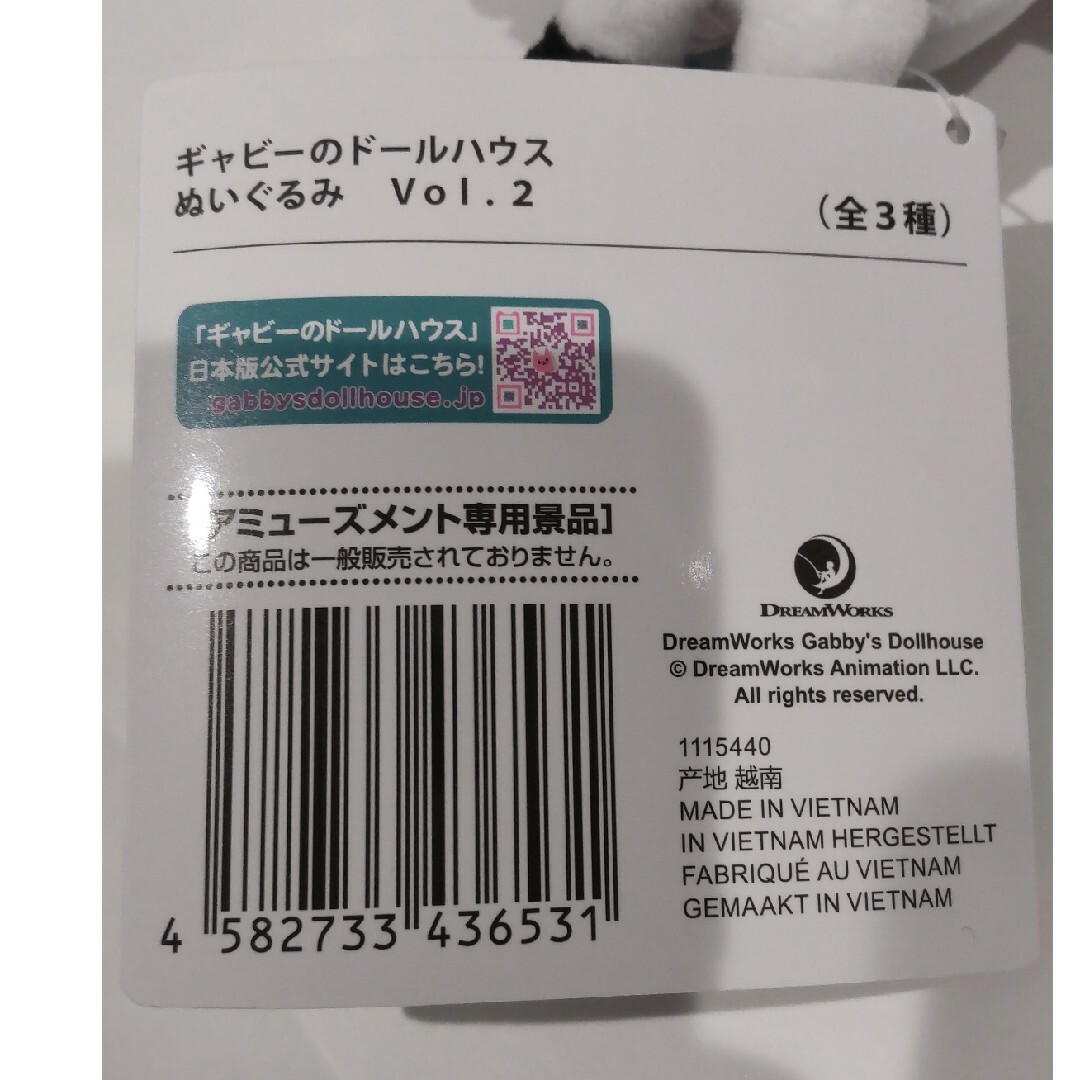 ギャビーのドールハウス
ぬいぐるみ Vol.2
（全3種）
「ギャビーのドールハウス」
日本版公式サイトはこちら!
gabbysdollhouse.jp
アミューズメント専用景品]
この商品は一般販売されておりません。
4 582733 436531
DREAMWORKS
DreamWorks Gabby's Dollhouse
© DreamWorks Animation LLC.
All rights reserved.
1115440
产地 越南
MADE IN VIETNAM
IN VIETNAM HERGESTELLT
FABRIQUÉ AU VIETNAM
GEMAAKT IN VIETNAM